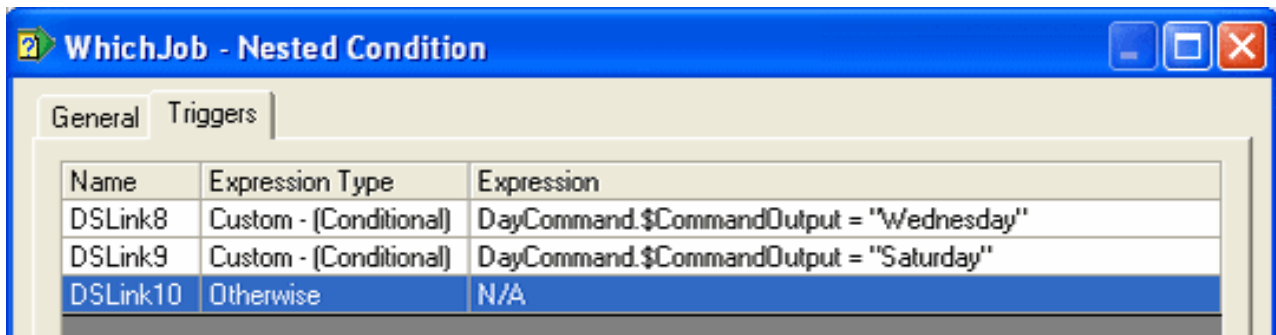 WhichJob - Nested Condition
General Triggers
Name Expression Type Expression
DSLink8 Custom - (Conditional) DayCommand.$CommandOutput = "Wednesday"
DSLink9 Custom - (Conditional) DayCommand.$CommandOutput = "Saturday"
DSLink10 Otherwise N/A